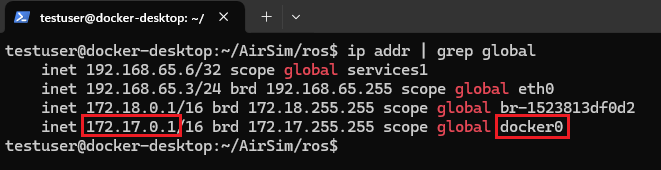 testuser@docker-desktop: ~/
testuser@docker-desktop:~/AirSim/ros$ ip addr | grep global
inet 192.168.65.6/32 scope global services1
inet 192.168.65.3/24 brd 192.168.65.255 scope global eth0
inet 172.18.0.1/16 brd 172.18.255.255 scope global br-1523813df0d2
inet 172.17.0.1/16 brd 172.17.255.255 scope global docker0
testuser@docker-desktop:~/AirSim/ros$